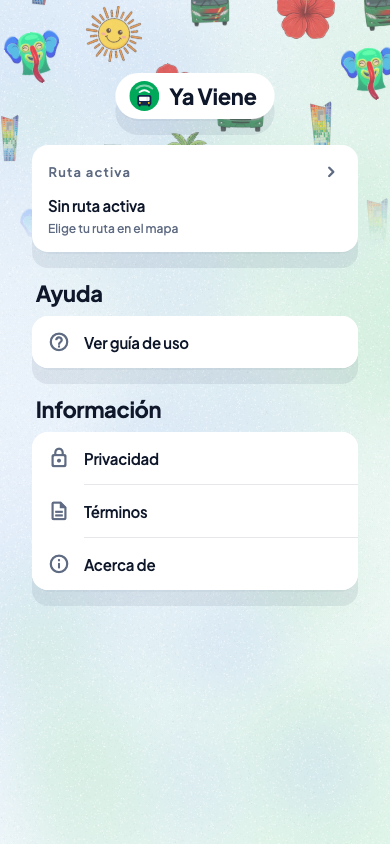 Ya Viene
Ruta activa
Sin ruta activa
Elige tu ruta en el mapa
Ayuda
Ver guía de uso
Información
Privacidad
Términos
Acerca de